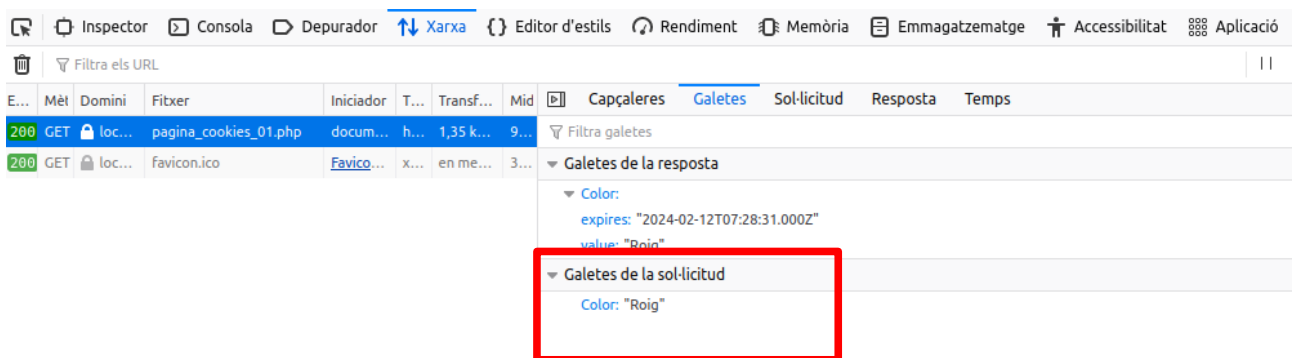 Inspector Consola Depurador Xarxa Editor d'estils Rendiment Memòria Emmagatzematge Accessibilitat Aplicació
Filtra els URL
E... Mèt Domini Fitxer Iniciador T... Transf... Mid Capçaleres Galetes Sol·licitud Resposta Temps
200 GET loc... pagina_cookies_01.php docum... h... 1,35 k... 9... Filtra galetes
200 GET loc... favicon.ico Favico... x... en me... 3... Galetes de la resposta
Color:
expires: "2024-02-12T07:28:31.000Z"
value: "Roig"
Galetes de la sol·licitud
Color: "Roig"